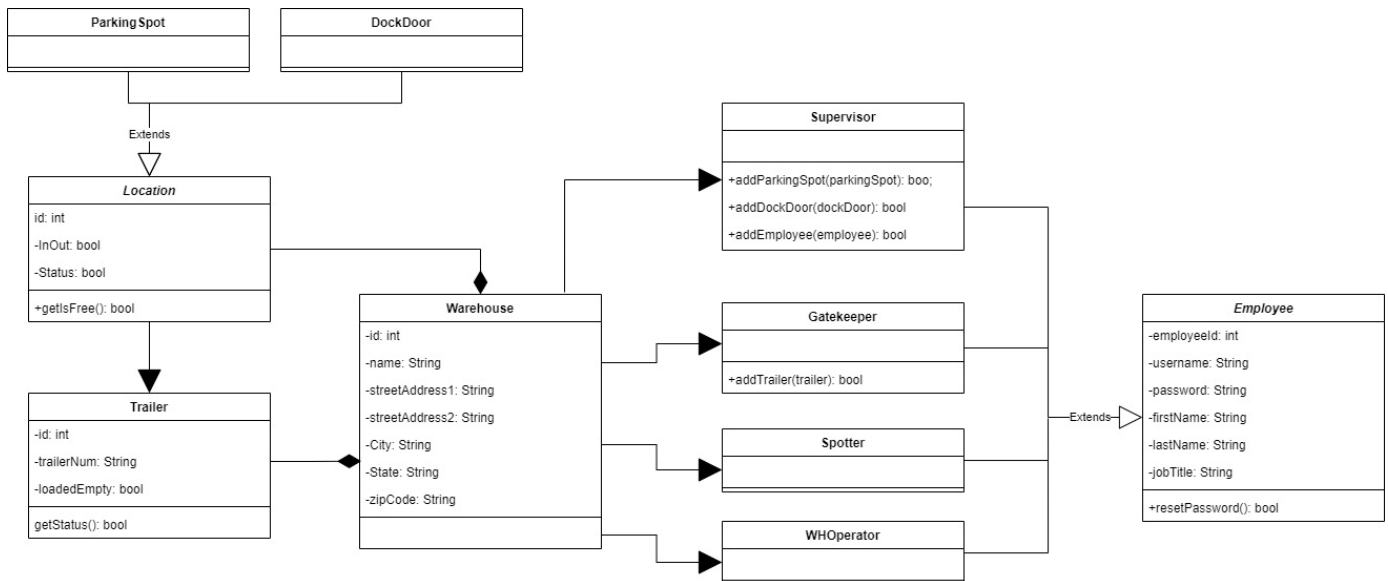 ParkingSpot
DockDoor
Extends
Location
id: int
-InOut: bool
-Status: bool
+getIsFree(): bool
Trailer
-id: int
-trailerNum: String
-loadedEmpty: bool
getStatus(): bool
Warehouse
-id: int
-name: String
-streetAddress1: String
-streetAddress2: String
-City: String
-State: String
-zipCode: String
Supervisor
+addParkingSpot(parkingSpot): boo;
+addDockDoor(dockDoor): bool
+addEmployee(employee): bool
Gatekeeper
+addTrailer(trailer): bool
Spotter
WHOperator
Extends
Employee
-employeeId: int
-username: String
-password: String
-firstName: String
-lastName: String
-jobTitle: String
+resetPassword(): bool